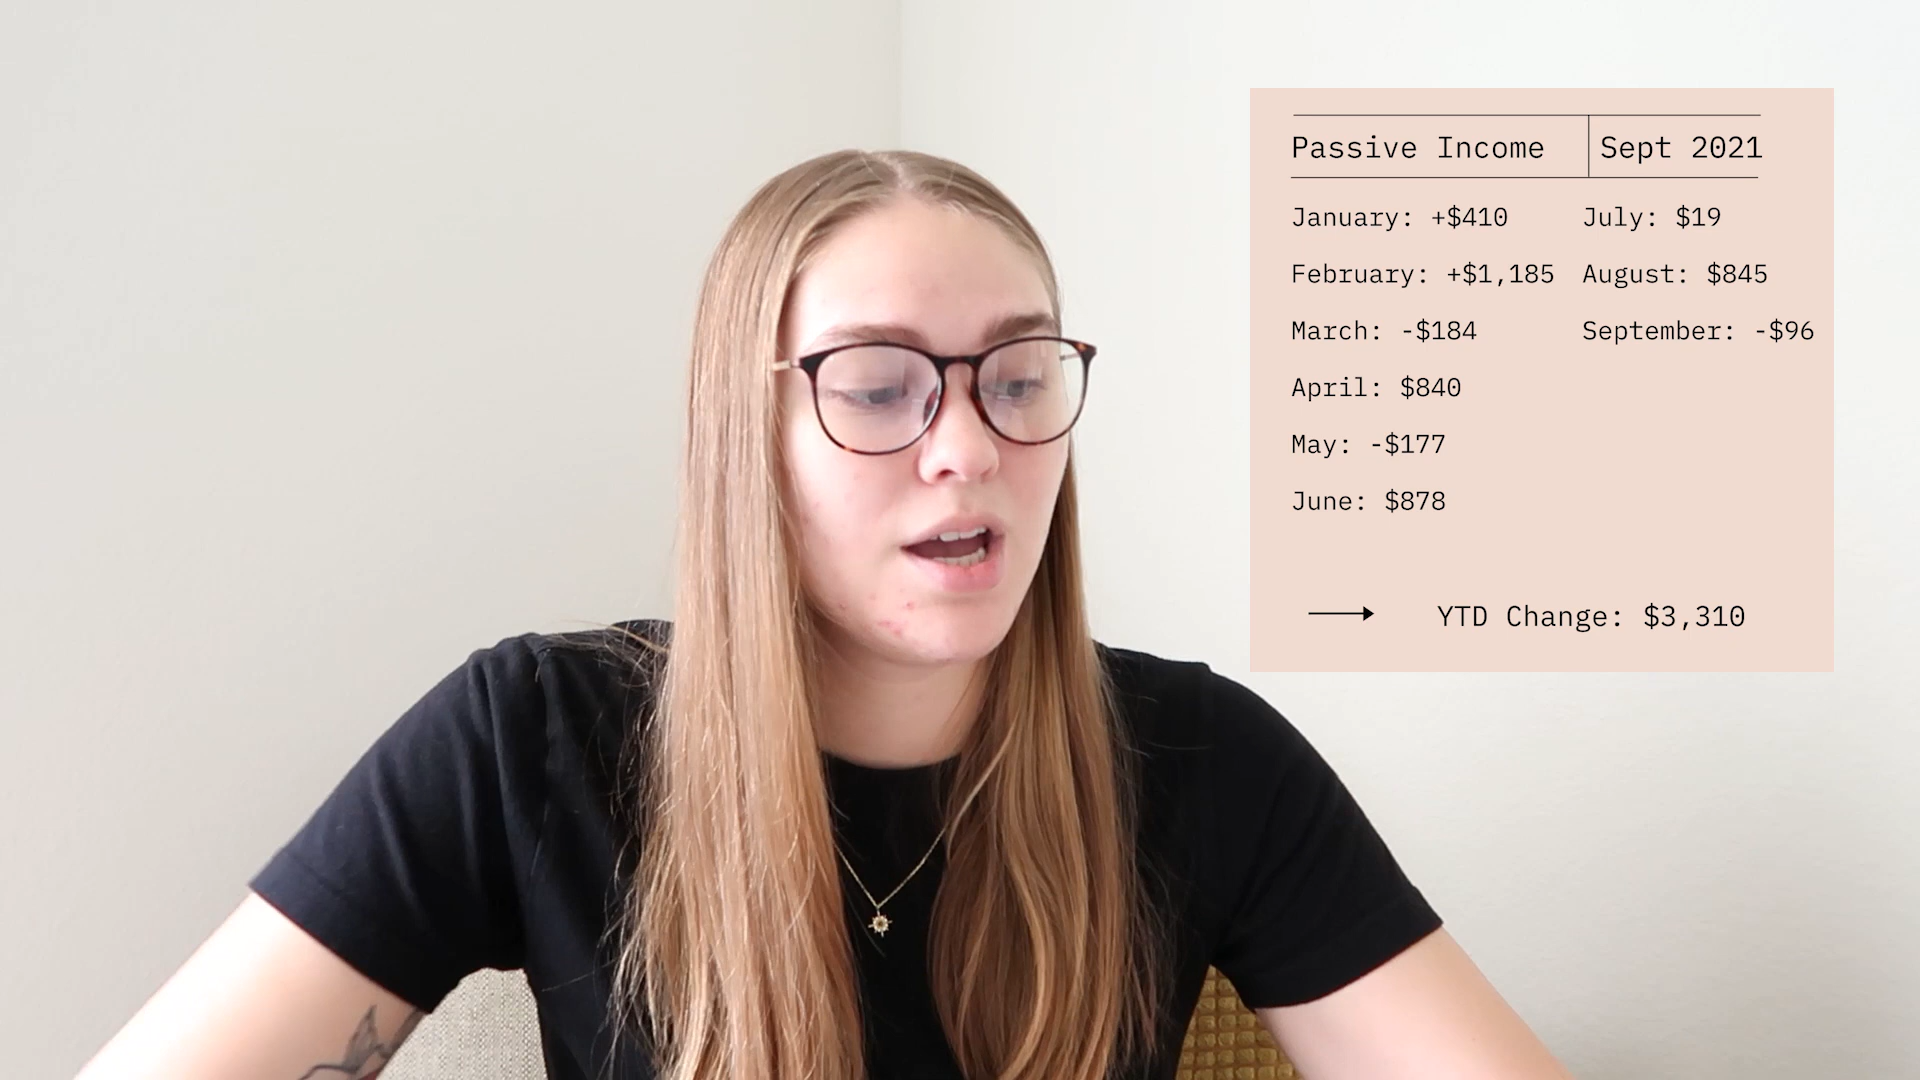 Passive Income Sept 2021
January: +$410
February: +$1,185
March: -$184
April: $840
May: -$177
June: $878
July: $19
August: $845
September: -$96
YTD Change: $3,310